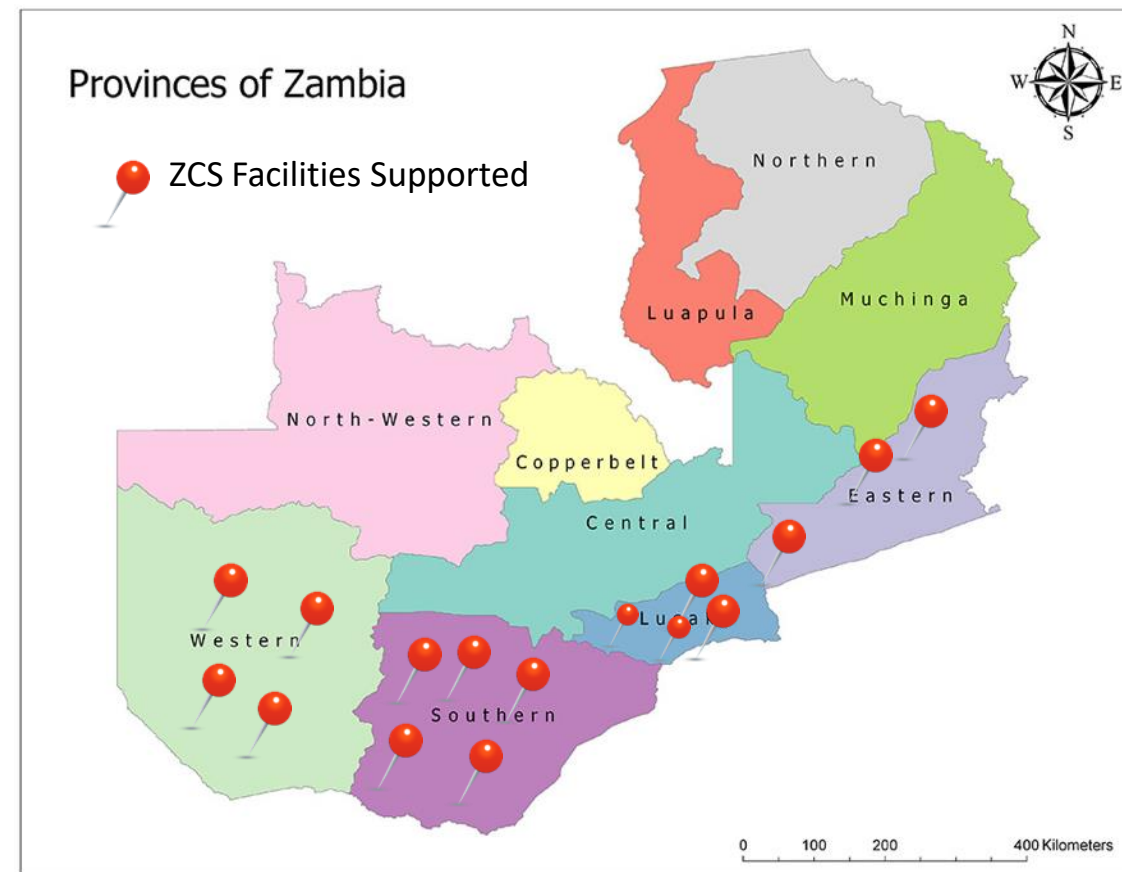 N
W E
S
Provinces of Zambia
ZCS Facilities Supported
Northern
Luapula
Muchinga
North-Western
Copperbelt
Eastern
Central
Western
Southern
0 100 200 400 Kilometers